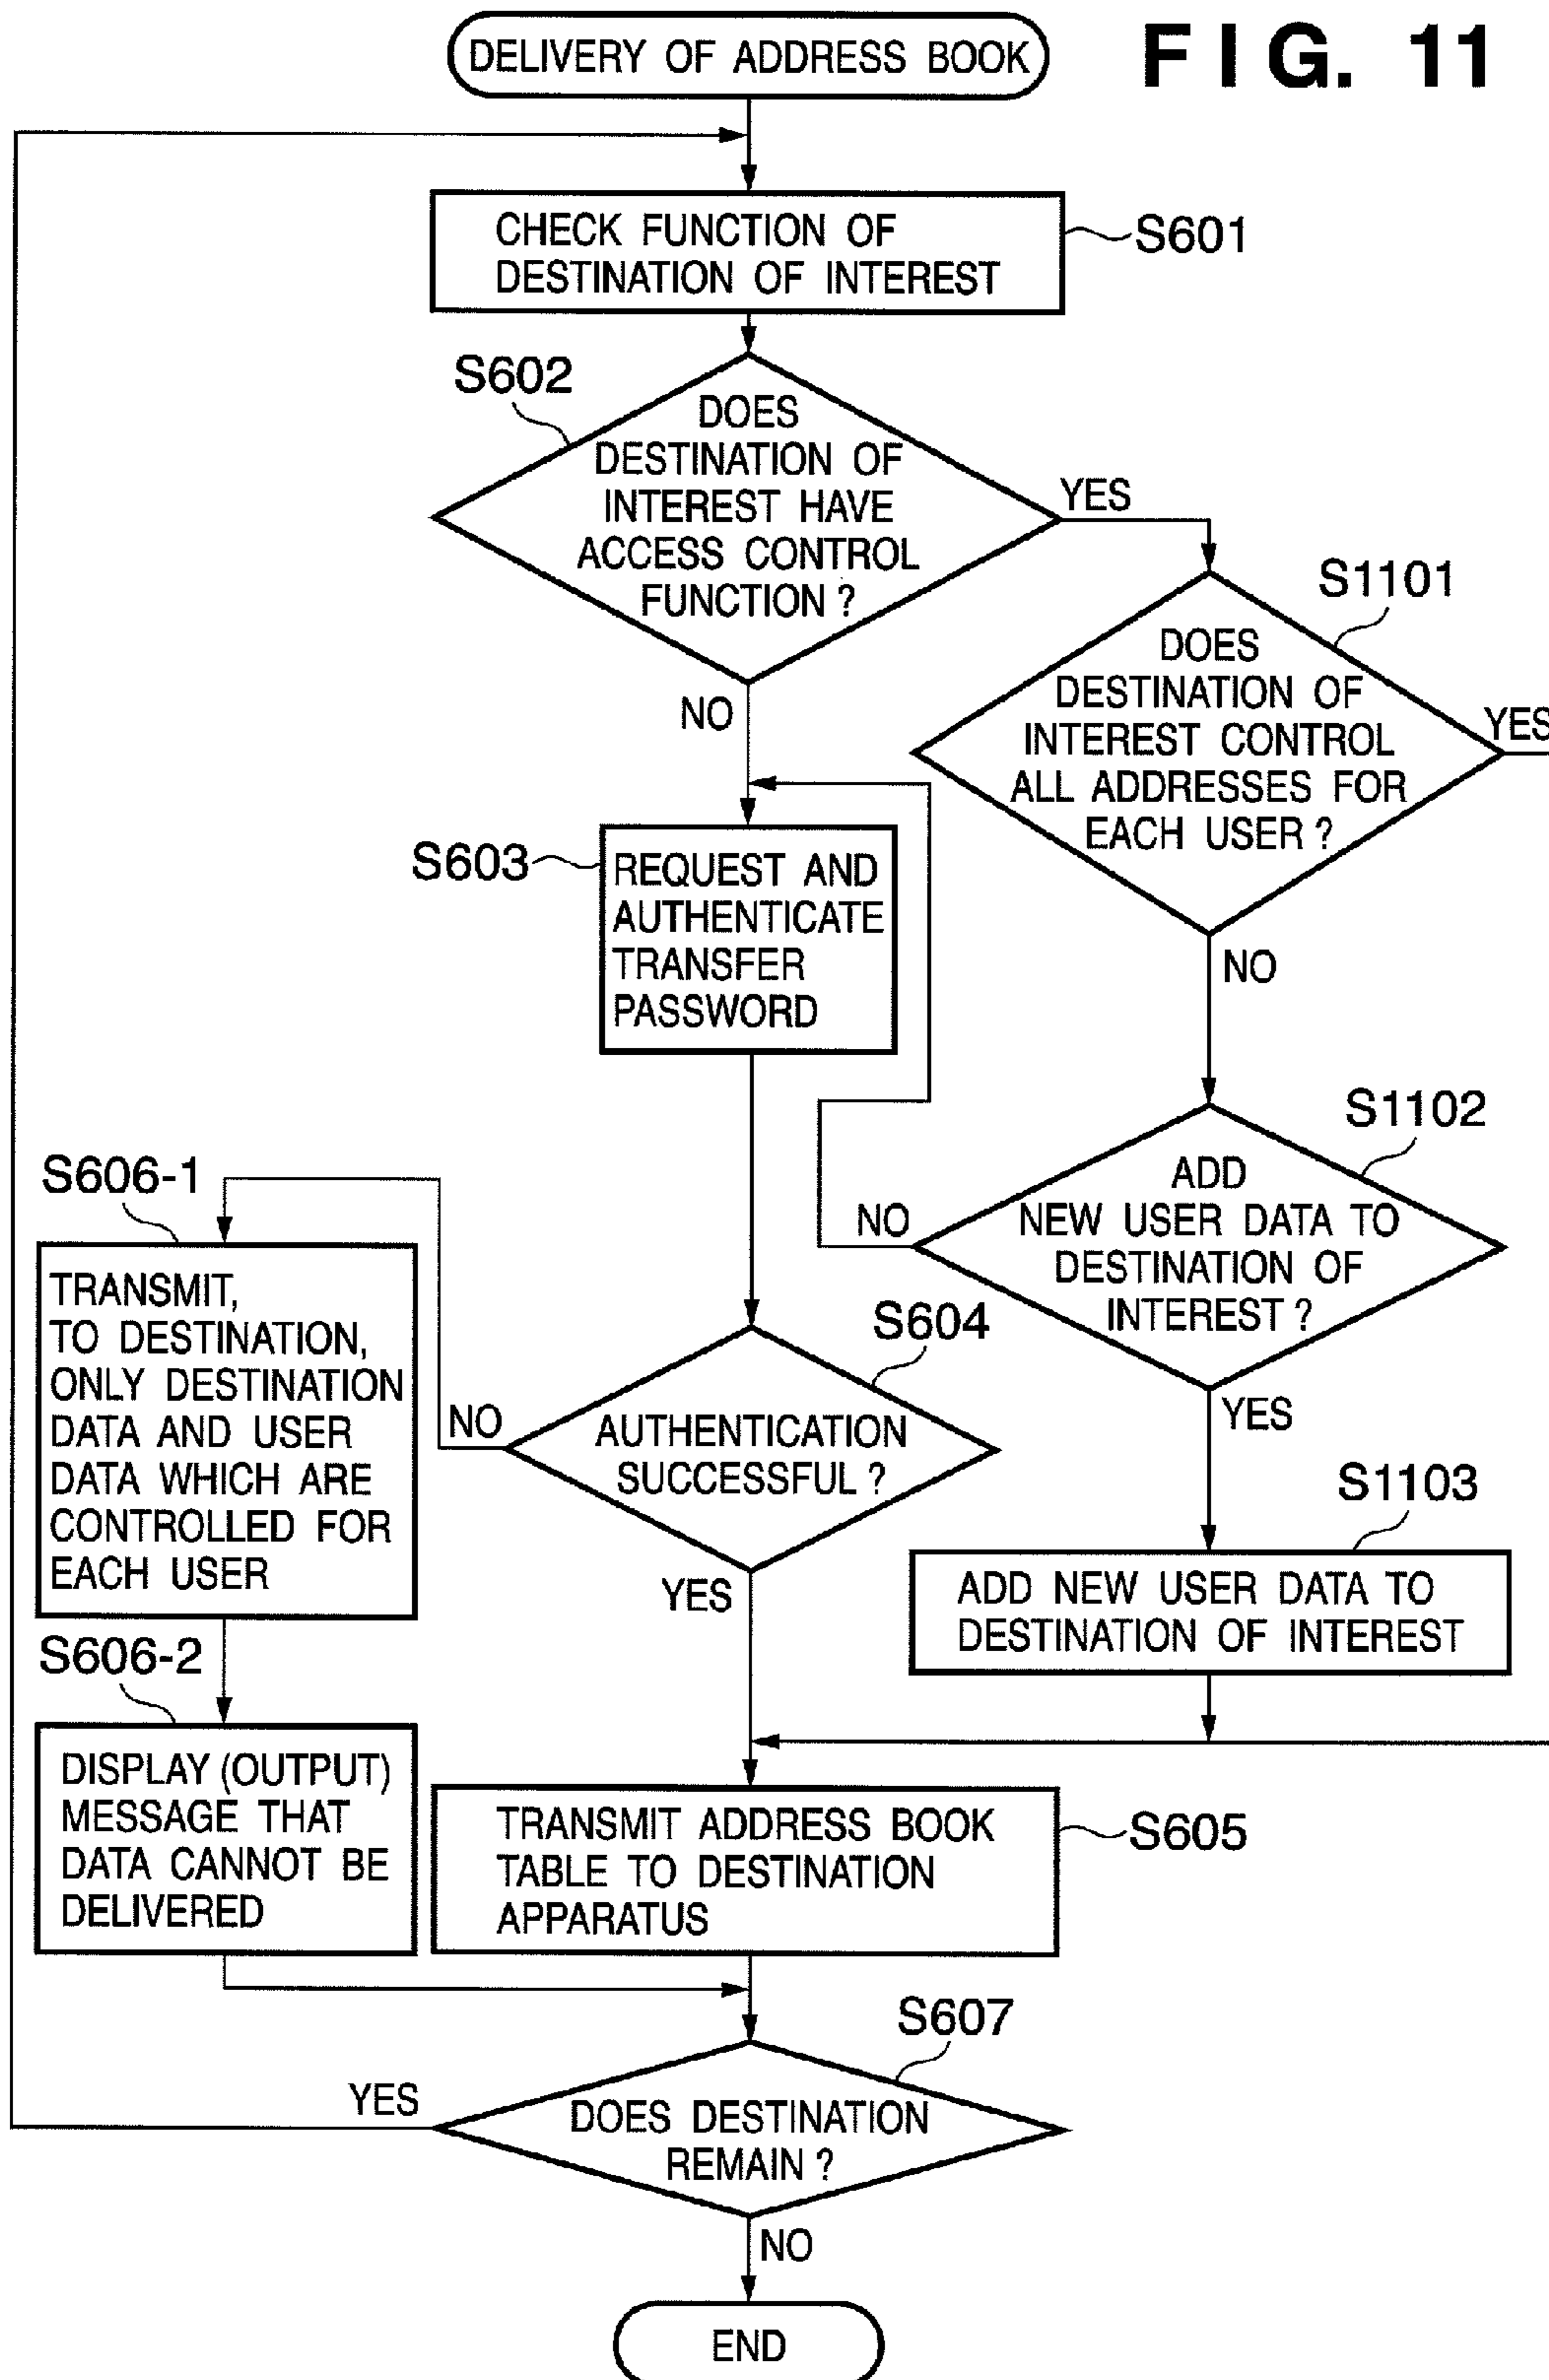 DELIVERY OF ADDRESS BOOK
FIG. 11
CHECK FUNCTION OF
DESTINATION OF INTEREST
S601
S602
DOES
DESTINATION OF
INTEREST HAVE
ACCESS CONTROL
FUNCTION ?
YES
NO
S1101
DOES
DESTINATION OF
INTEREST CONTROL
ALL ADDRESSES FOR
EACH USER ?
YES
NO
S603
REQUEST AND
AUTHENTICATE
TRANSFER
PASSWORD
S1102
ADD
NEW USER DATA TO
DESTINATION OF
INTEREST ?
NO
YES
S606-1
TRANSMIT,
TO DESTINATION,
ONLY DESTINATION
DATA AND USER
DATA WHICH ARE
CONTROLLED FOR
EACH USER
S604
AUTHENTICATION
SUCCESSFUL ?
NO
YES
S1103
ADD NEW USER DATA TO
DESTINATION OF INTEREST
S606-2
DISPLAY (OUTPUT)
MESSAGE THAT
DATA CANNOT BE
DELIVERED
TRANSMIT ADDRESS BOOK
TABLE TO DESTINATION
APPARATUS
S605
S607
DOES DESTINATION
REMAIN ?
YES
NO
END